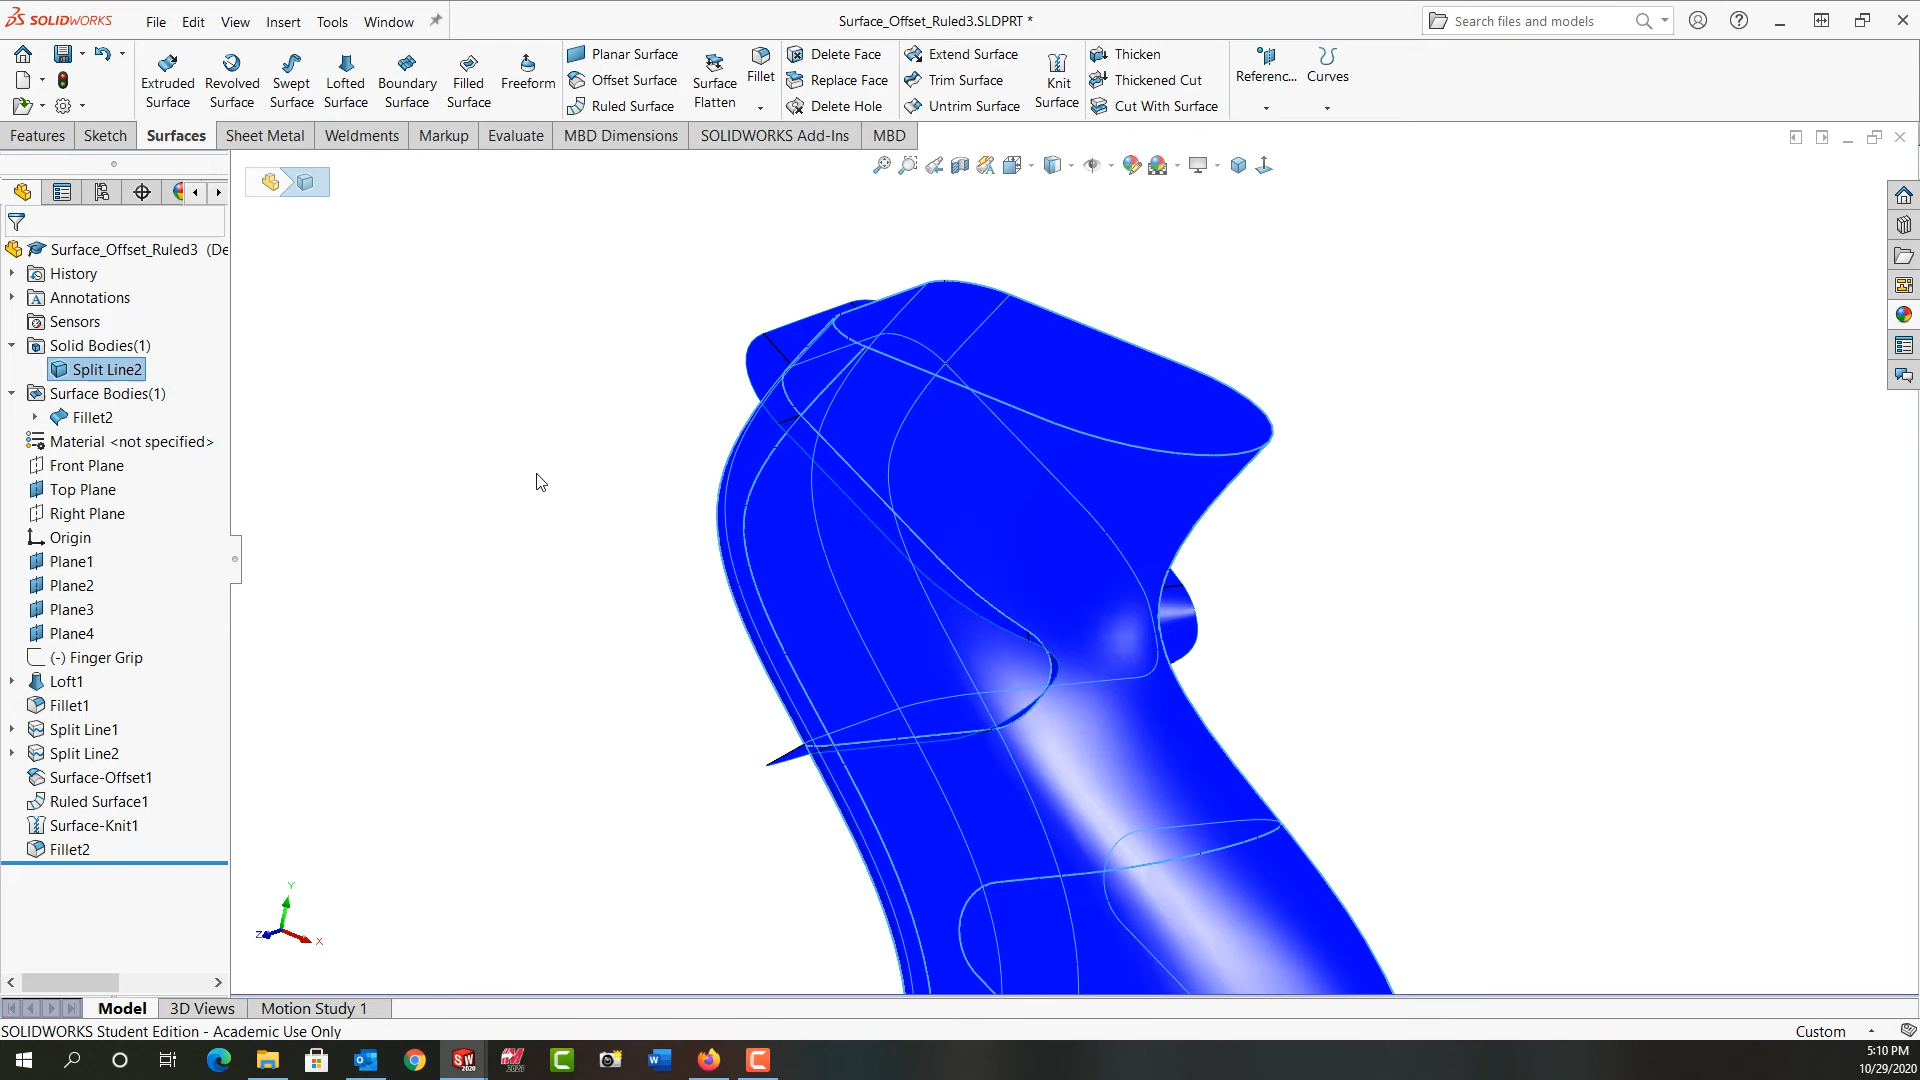 SOLIDWORKS
File Edit View Insert Tools Window
Surface_Offset_Ruled3.SLDPRT *
Search files and models
Extruded Surface
Revolved Surface
Swept Surface
Lofted Surface
Boundary Surface
Filled Surface
Freeform
Planar Surface
Offset Surface
Ruled Surface
Surface Flatten
Fillet
Delete Face
Replace Face
Delete Hole
Extend Surface
Trim Surface
Untrim Surface
Knit Surface
Thicken
Thickened Cut
Cut With Surface
Referenc...
Curves
Features Sketch Surfaces Sheet Metal Weldments Markup Evaluate MBD Dimensions SOLIDWORKS Add-Ins MBD
Surface_Offset_Ruled3 (De
History
Annotations
Sensors
Solid Bodies(1)
Split Line2
Surface Bodies(1)
Fillet2
Material <not specified>
Front Plane
Top Plane
Right Plane
Origin
Plane1
Plane2
Plane3
Plane4
(-) Finger Grip
Loft1
Fillet1
Split Line1
Split Line2
Surface-Offset1
Ruled Surface1
Surface-Knit1
Fillet2
Y
Z
X
Model 3D Views Motion Study 1
SOLIDWORKS Student Edition - Academic Use Only
Custom
5:10 PM
10/29/2020